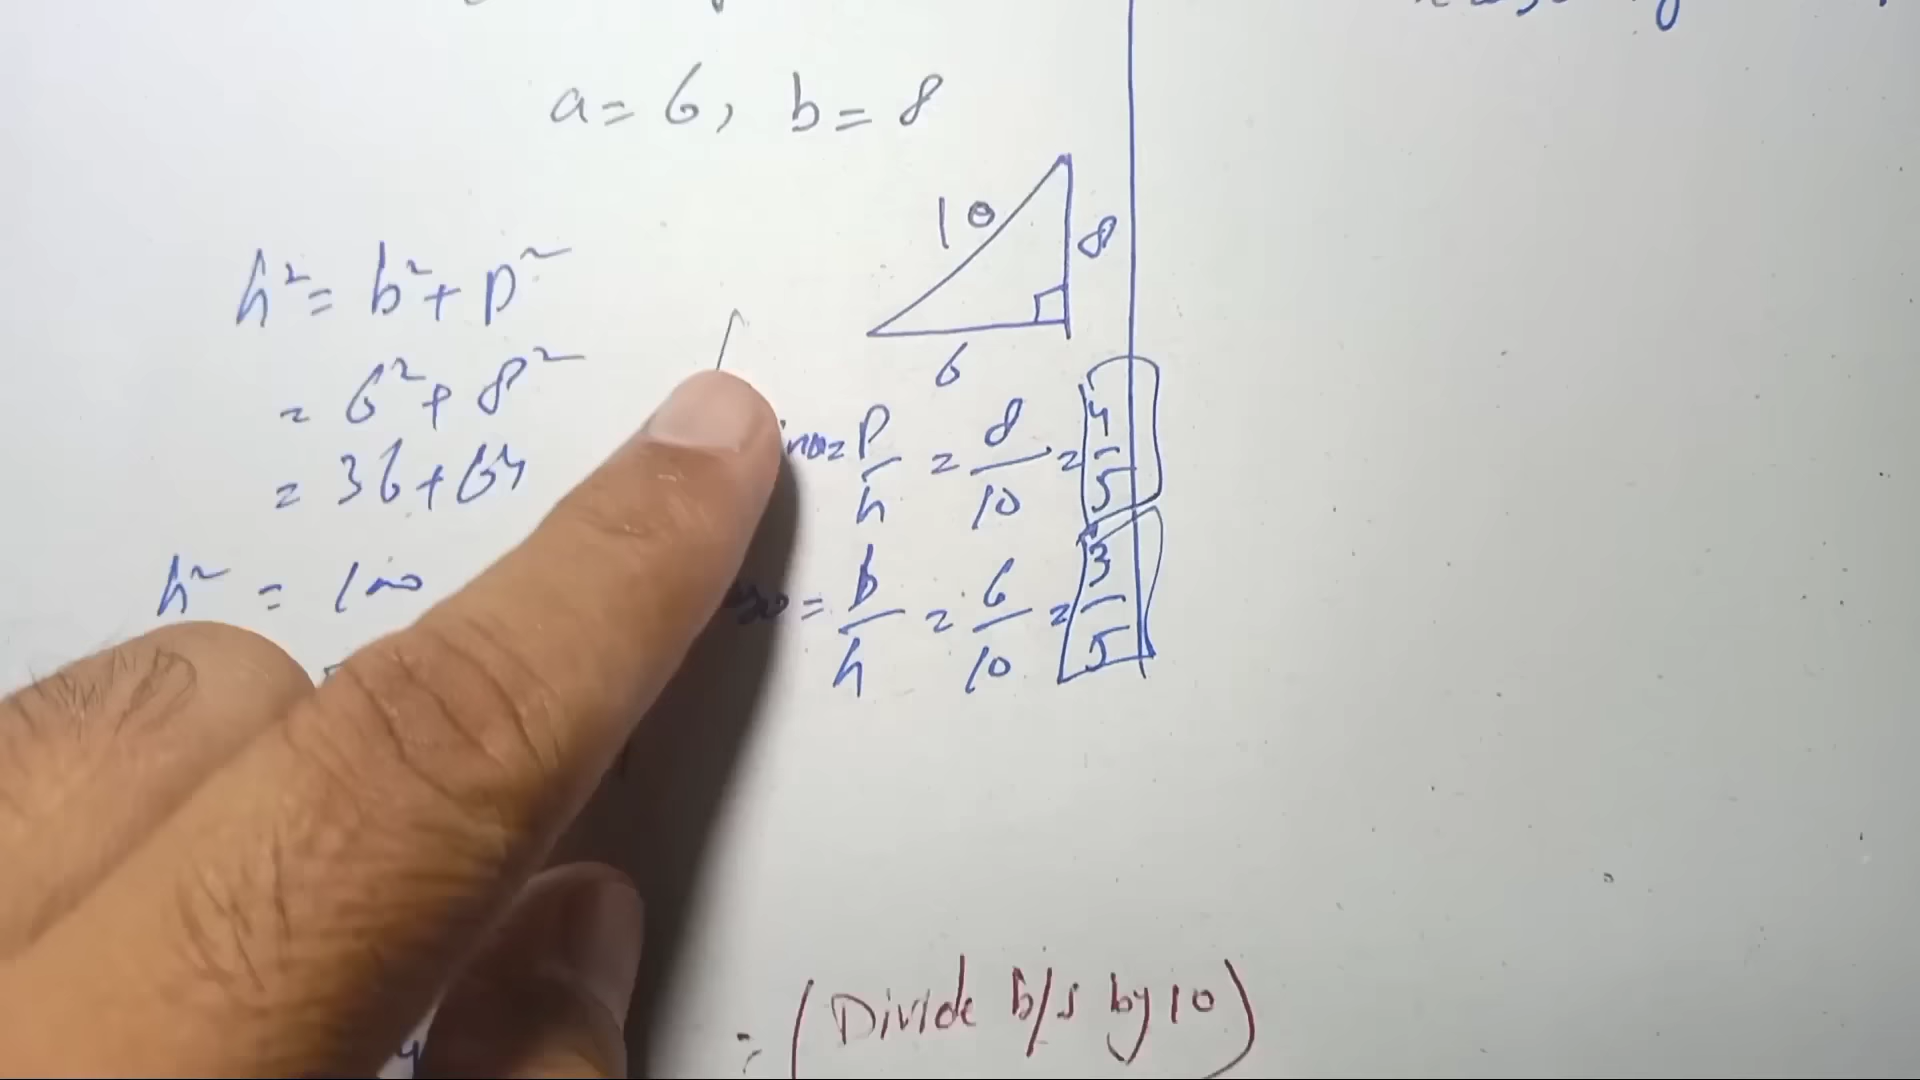 a = 6, b = 8
10
8
6
h² = b² + p²
= 6² + 8²
= 36 + 64
h² = 100
= p/h = 8/10 = 4/5
= b/h = 6/10 = 3/5
= (Divide b/s by 10)